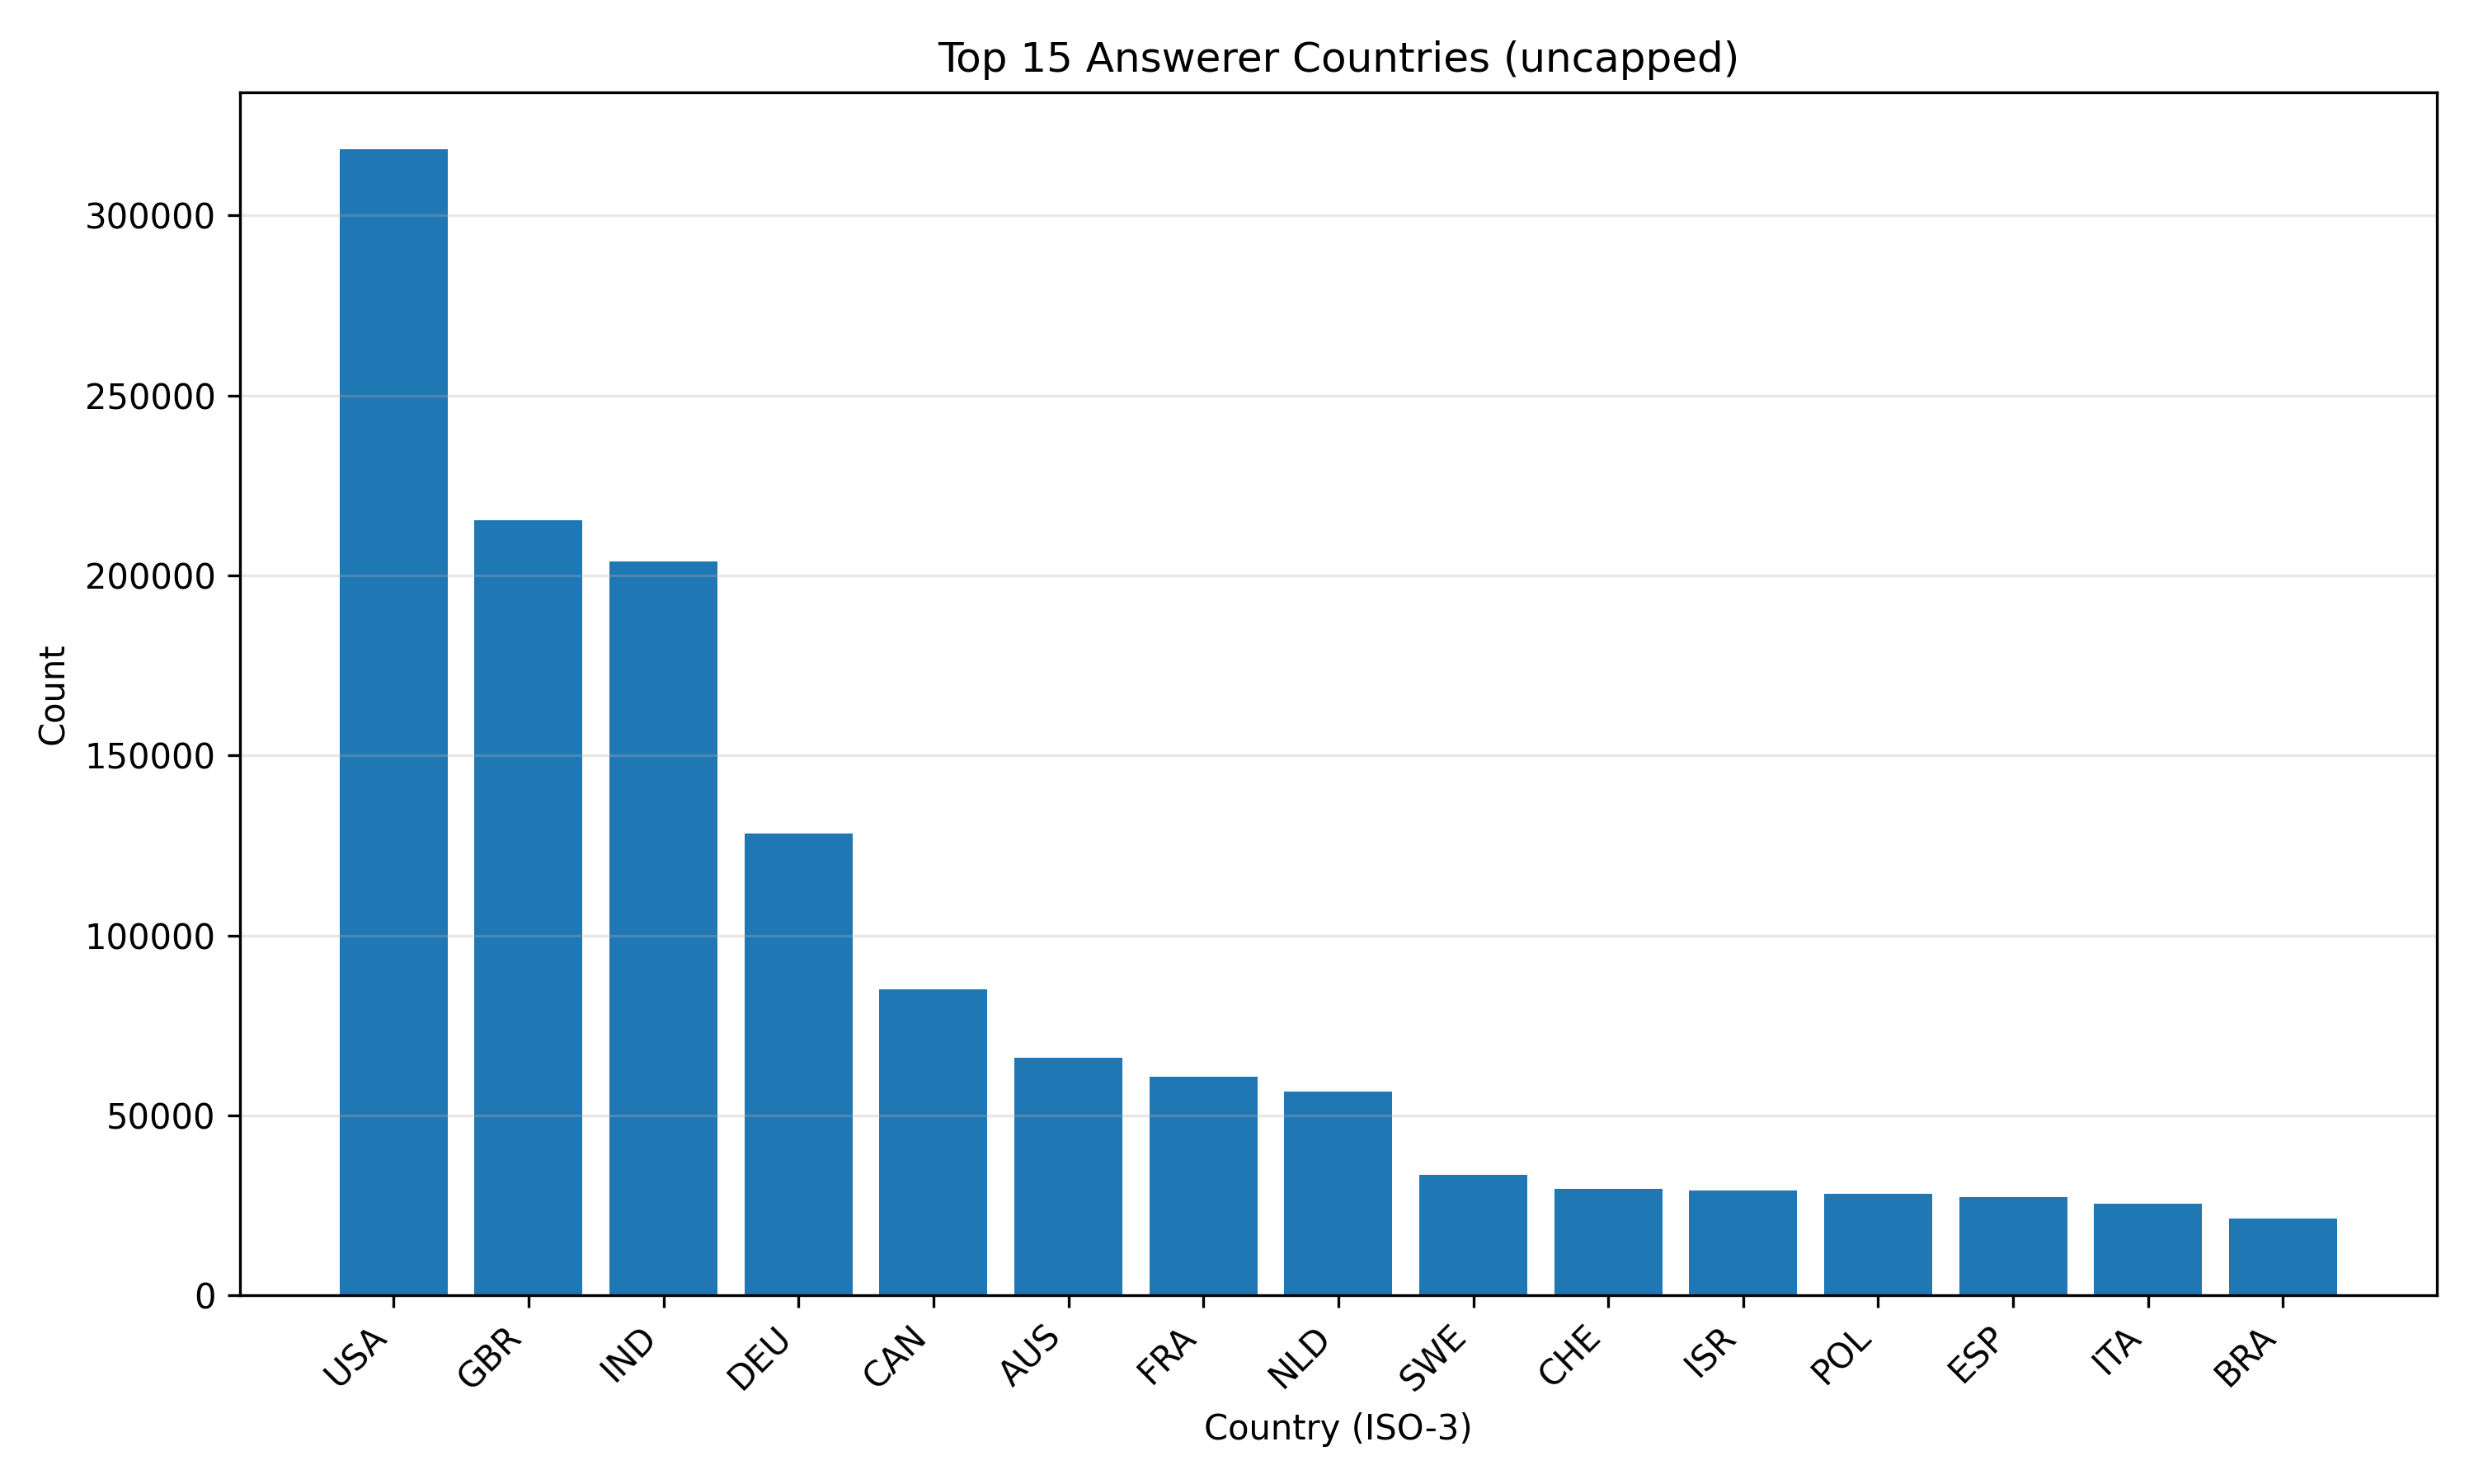 Top 15 Answerer Countries (uncapped)
300000
250000
200000
150000
100000
50000
0
Count
USA
GBR
IND
DEU
CAN
AUS
FRA
NLD
SWE
CHE
ISR
POL
ESP
ITA
BRA
Country (ISO-3)